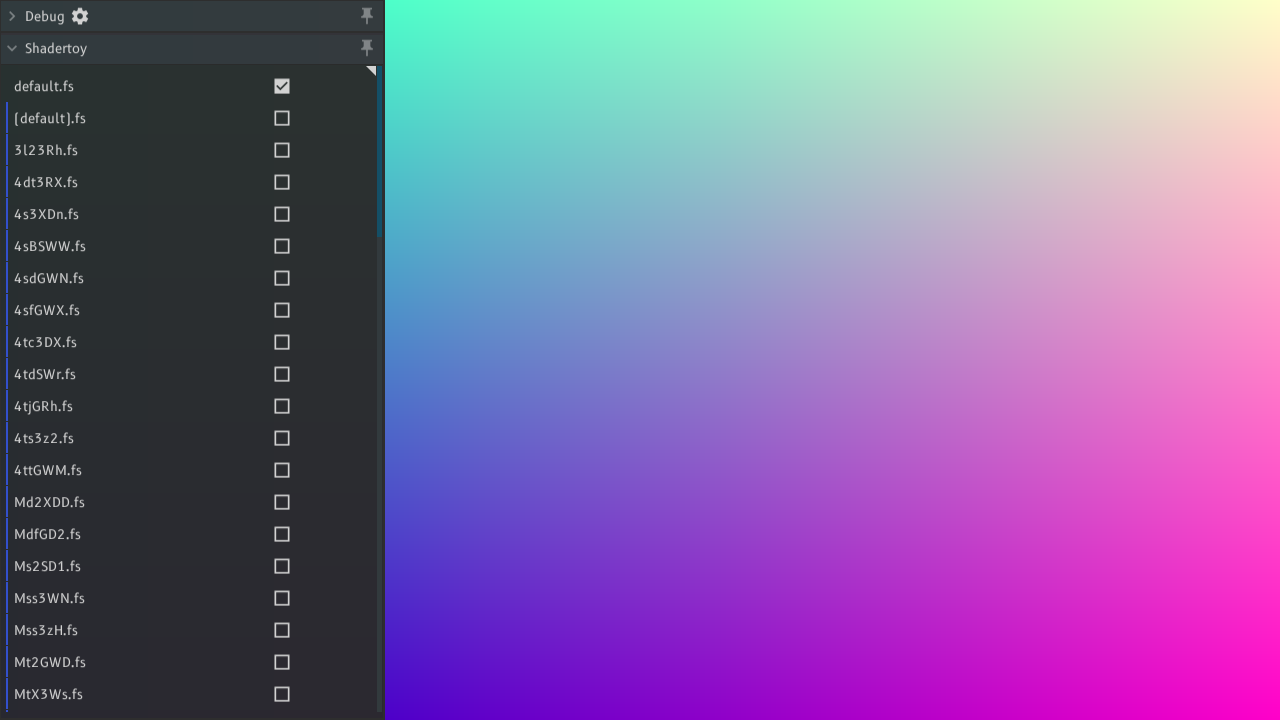 Debug
Shadertoy
default.fs
(default).fs
3l23Rh.fs
4dt3RX.fs
4s3XDn.fs
4sBSWW.fs
4sdGWN.fs
4sfGWX.fs
4tc3DX.fs
4tdSWr.fs
4tjGRh.fs
4ts3z2.fs
4ttGWM.fs
Md2XDD.fs
MdfGD2.fs
Ms2SD1.fs
Mss3WN.fs
Mss3zH.fs
Mt2GWD.fs
MtX3Ws.fs